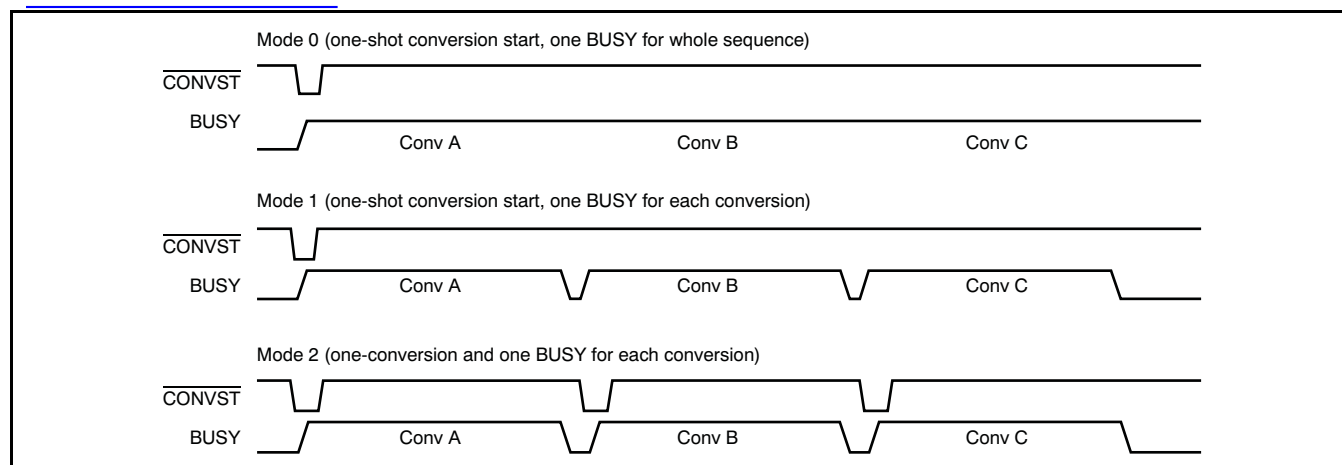 Mode 0 (one-shot conversion start, one BUSY for whole sequence)
CONVST
BUSY
Conv A Conv B Conv C
Mode 1 (one-shot conversion start, one BUSY for each conversion)
CONVST
BUSY
Conv A Conv B Conv C
Mode 2 (one-conversion and one BUSY for each conversion)
CONVST
BUSY
Conv A Conv B Conv C